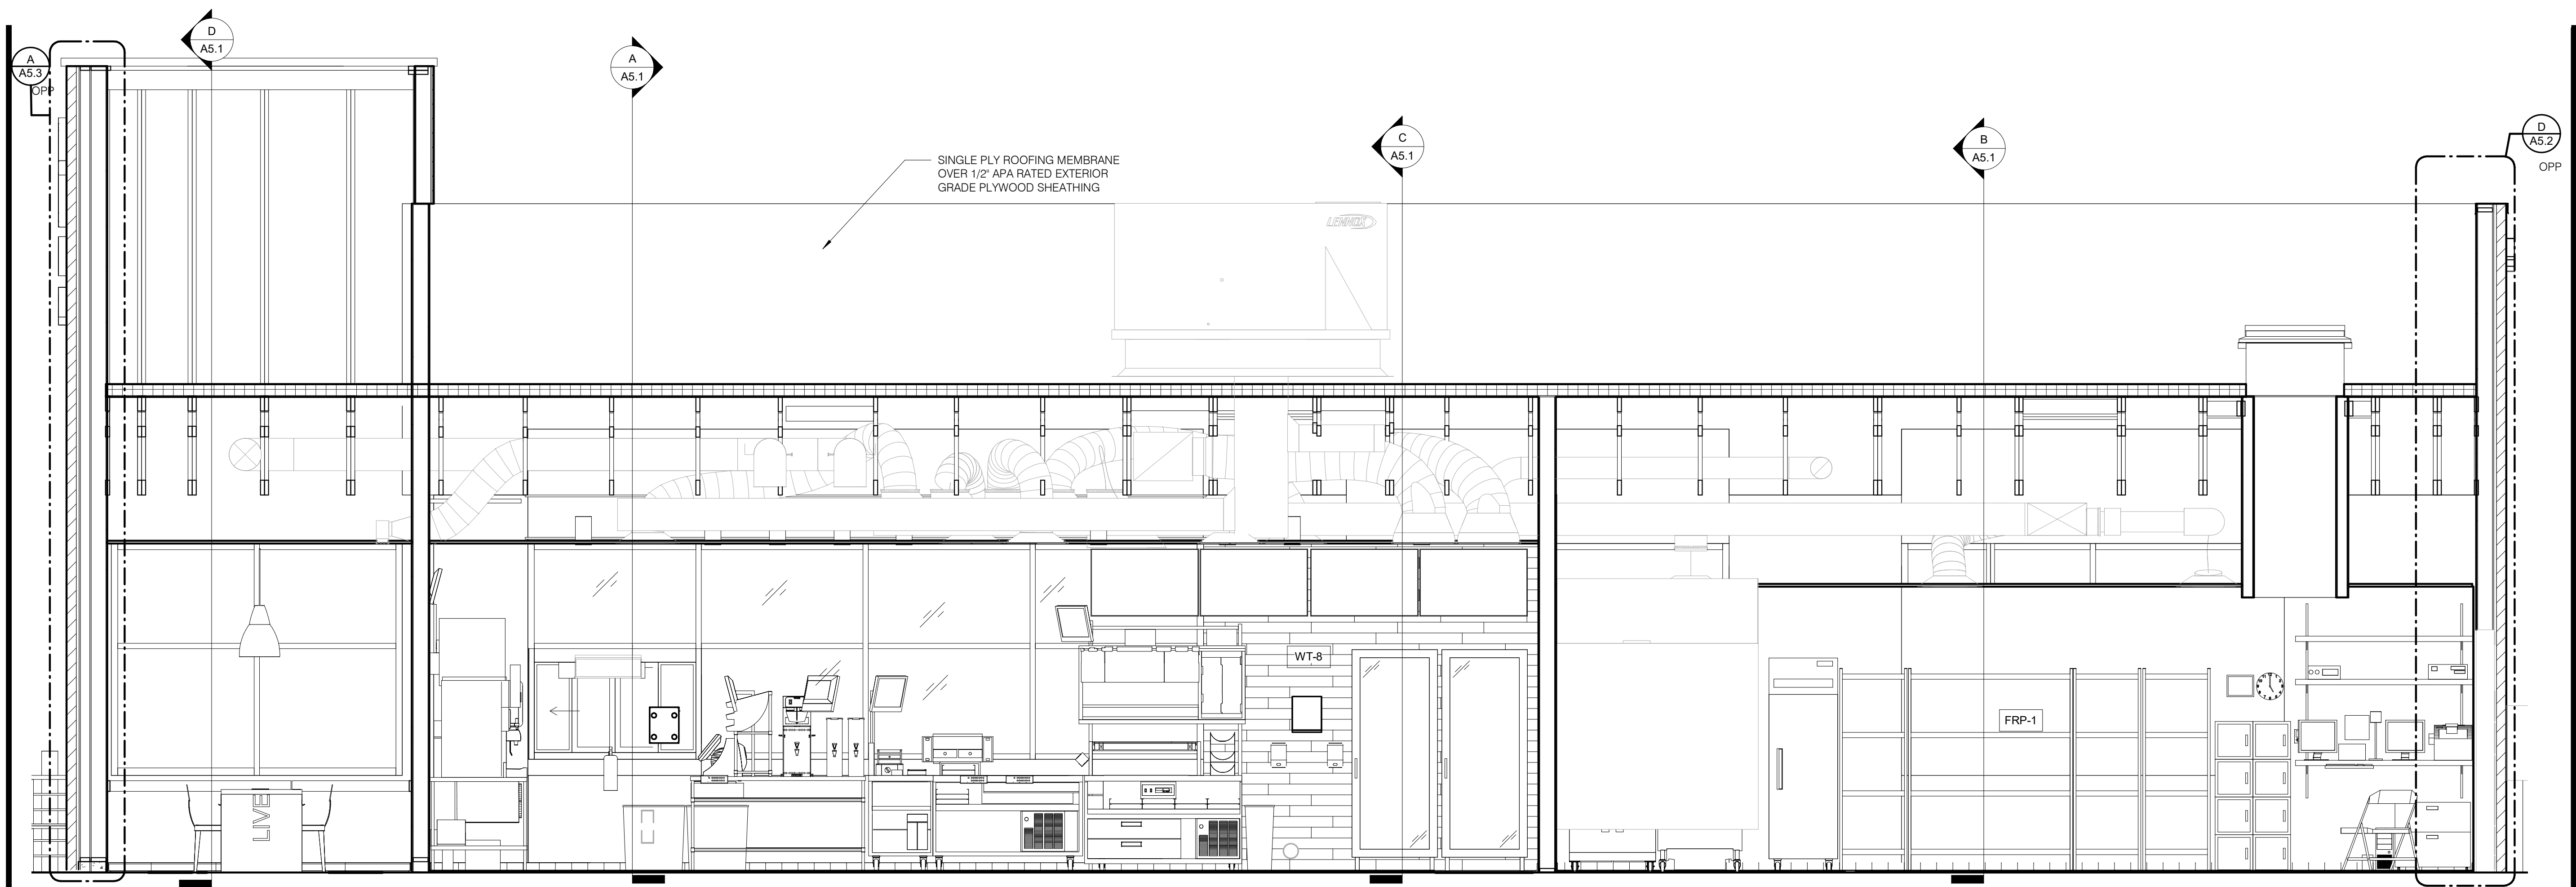 D
A5.1
A
A5.3
OPP
A
A5.1
SINGLE PLY ROOFING MEMBRANE
OVER 1/2" APA RATED EXTERIOR
GRADE PLYWOOD SHEATHING
C
A5.1
B
A5.1
D
A5.2
OPP
LENNOX
WT-8
FRP-1
LIVE